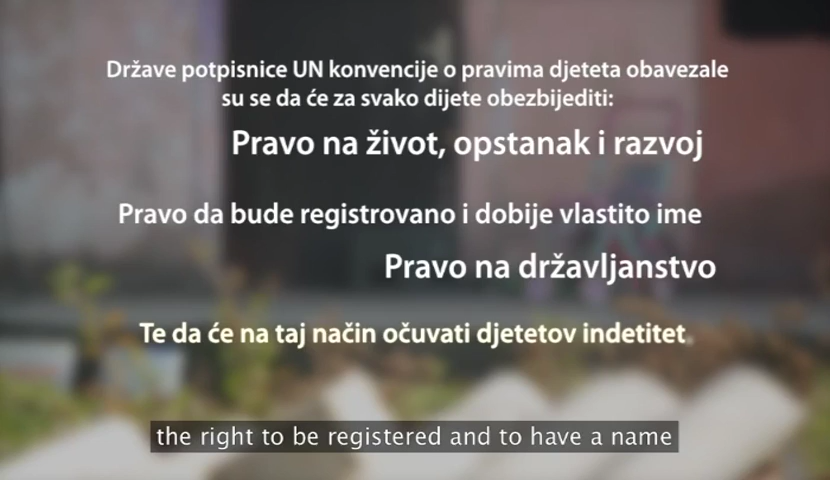 Države potpisnice UN konvencije o pravima djeteta obavezale
su se da će za svako dijete obezbijediti:
Pravo na život, opstanak i razvoj
Pravo da bude registrovano i dobije vlastito ime
Pravo na državljanstvo
Te da će na taj način očuvati djetetov indetitet.
the right to be registered and to have a name